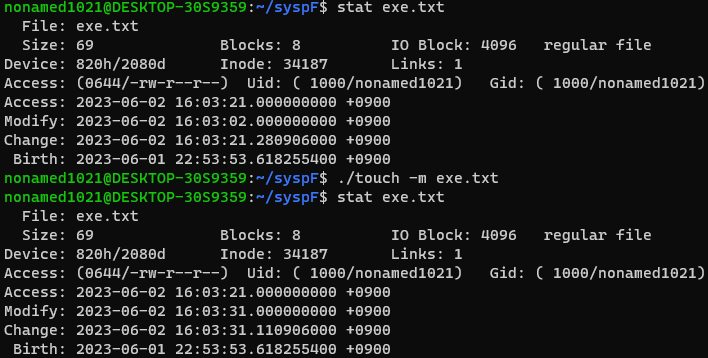 nonamed1021@DESKTOP-30S9359:~/syspF$ stat exe.txt
  File: exe.txt
  Size: 69              Blocks: 8          IO Block: 4096   regular file
Device: 820h/2080d      Inode: 34187       Links: 1
Access: (0644/-rw-r--r--)  Uid: ( 1000/nonamed1021)   Gid: ( 1000/nonamed1021)
Access: 2023-06-02 16:03:21.000000000 +0900
Modify: 2023-06-02 16:03:02.000000000 +0900
Change: 2023-06-02 16:03:21.280906000 +0900
 Birth: 2023-06-01 22:53:53.618255400 +0900
nonamed1021@DESKTOP-30S9359:~/syspF$ ./touch -m exe.txt
nonamed1021@DESKTOP-30S9359:~/syspF$ stat exe.txt
  File: exe.txt
  Size: 69              Blocks: 8          IO Block: 4096   regular file
Device: 820h/2080d      Inode: 34187       Links: 1
Access: (0644/-rw-r--r--)  Uid: ( 1000/nonamed1021)   Gid: ( 1000/nonamed1021)
Access: 2023-06-02 16:03:21.000000000 +0900
Modify: 2023-06-02 16:03:31.000000000 +0900
Change: 2023-06-02 16:03:31.110906000 +0900
 Birth: 2023-06-01 22:53:53.618255400 +0900